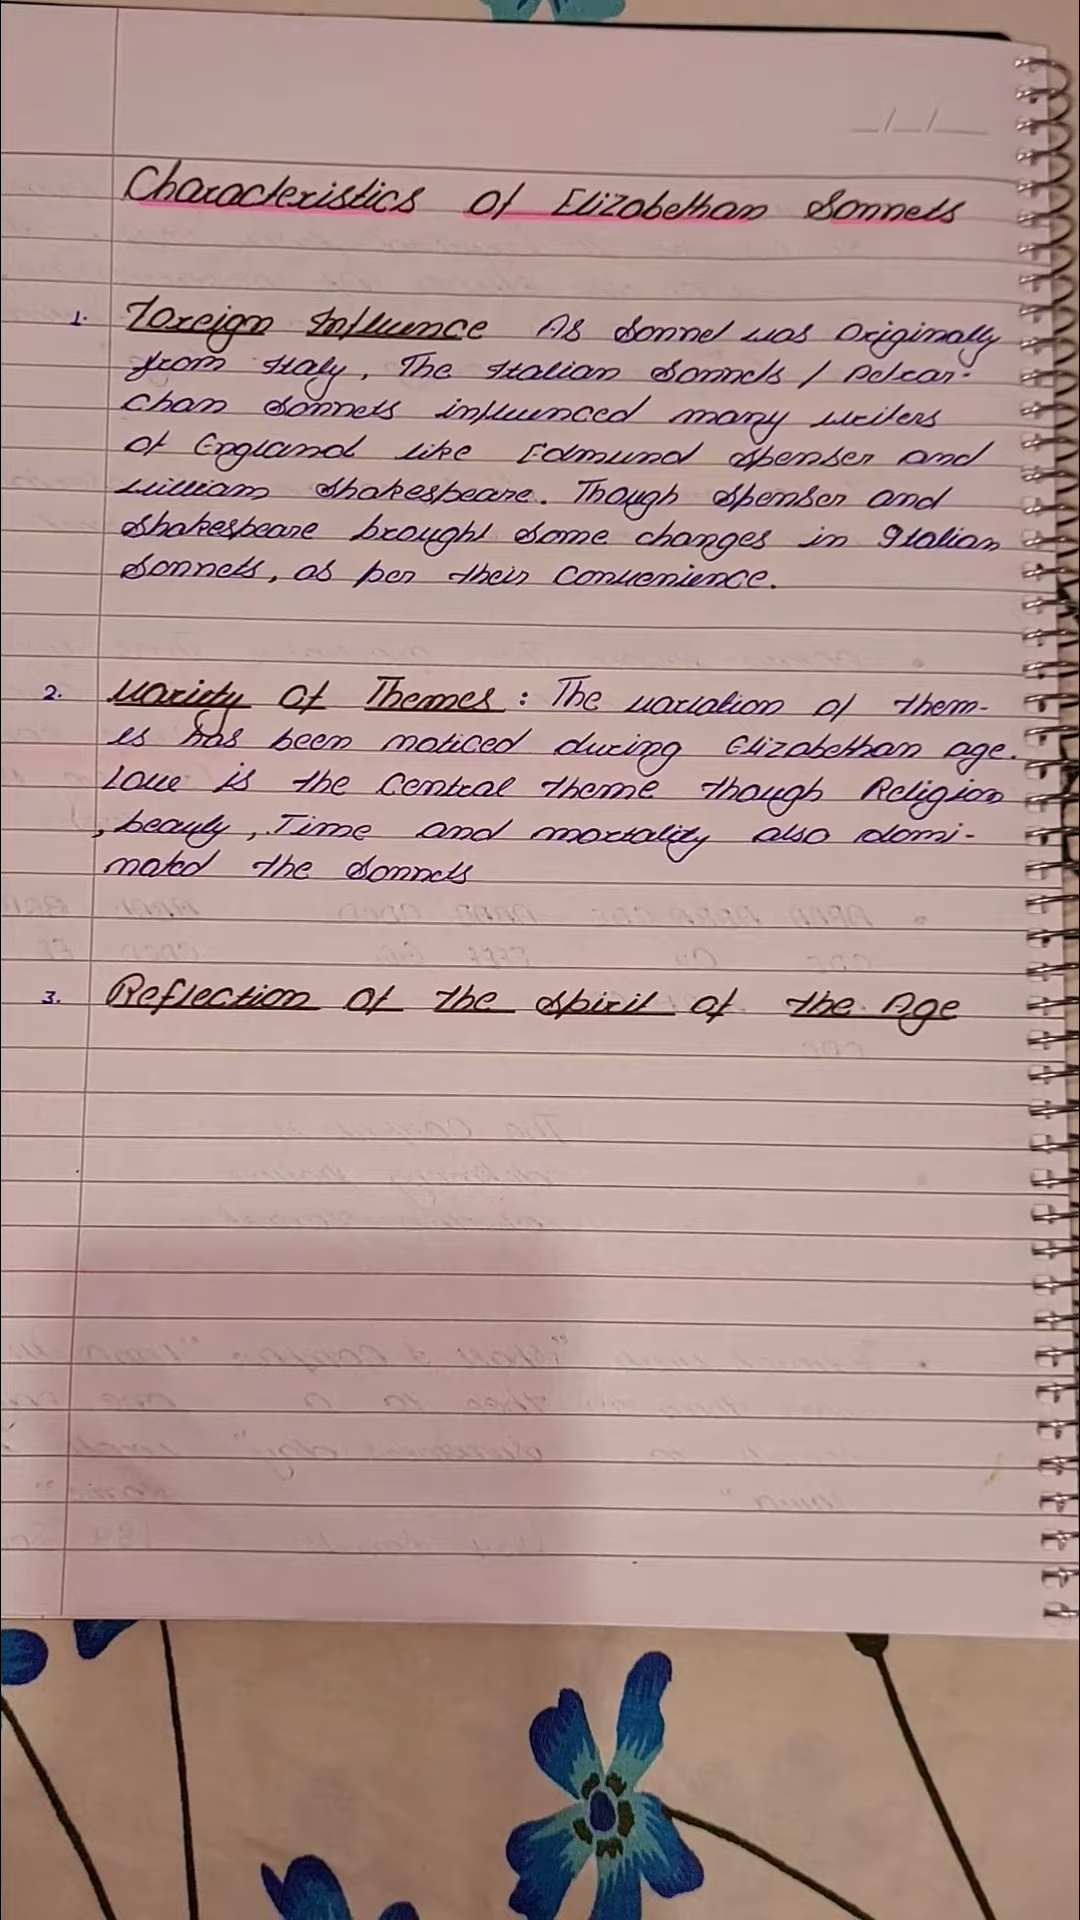 Characteristics of Elizabethan Sonnets
1. Foreign Influence As Sonnet was Originally
from Italy, The Italian Sonnets / Petrar-
chan Sonnets influenced many writers
of England like Edmund Spenser and
William Shakespeare. Though Spenser and
Shakespeare brought Some changes in Italian
Sonnets, as per their Convenience.
2. Variety Of Themes : The variation of them-
es has been noticed during Elizabethan age.
Love is the Central theme though Religion
, beauty, Time and mortality also domi-
nated the Sonnets
3. Reflection Of the Spirit of the Age